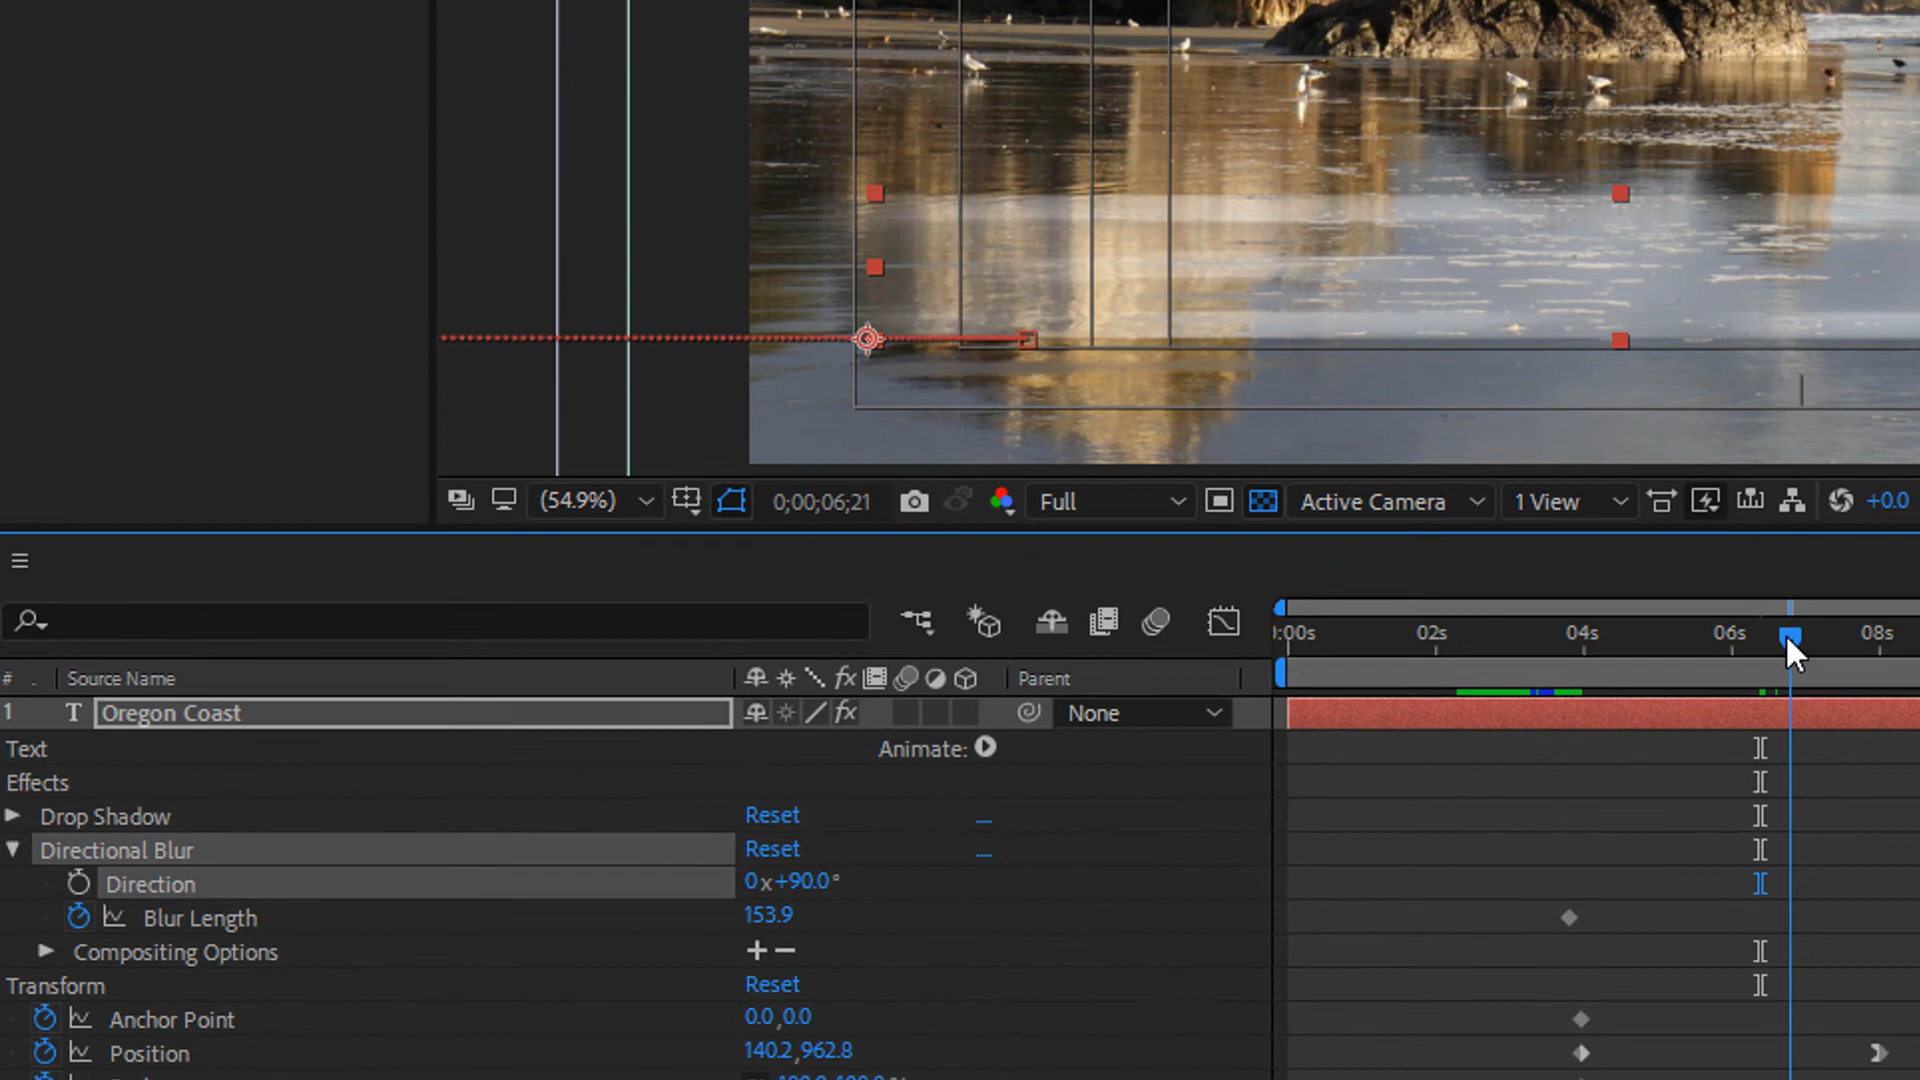 (54.9%) 0;00;06;21 Full Active Camera 1 View +0.0
:00s 02s 04s 06s 08s
# . Source Name fx Parent
1 T Oregon Coast fx None
Text Animate:
Effects
Drop Shadow Reset
Directional Blur Reset
Direction 0x+90.0°
Blur Length 153.9
Compositing Options + −
Transform Reset
Anchor Point 0.0,0.0
Position 140.2,962.8